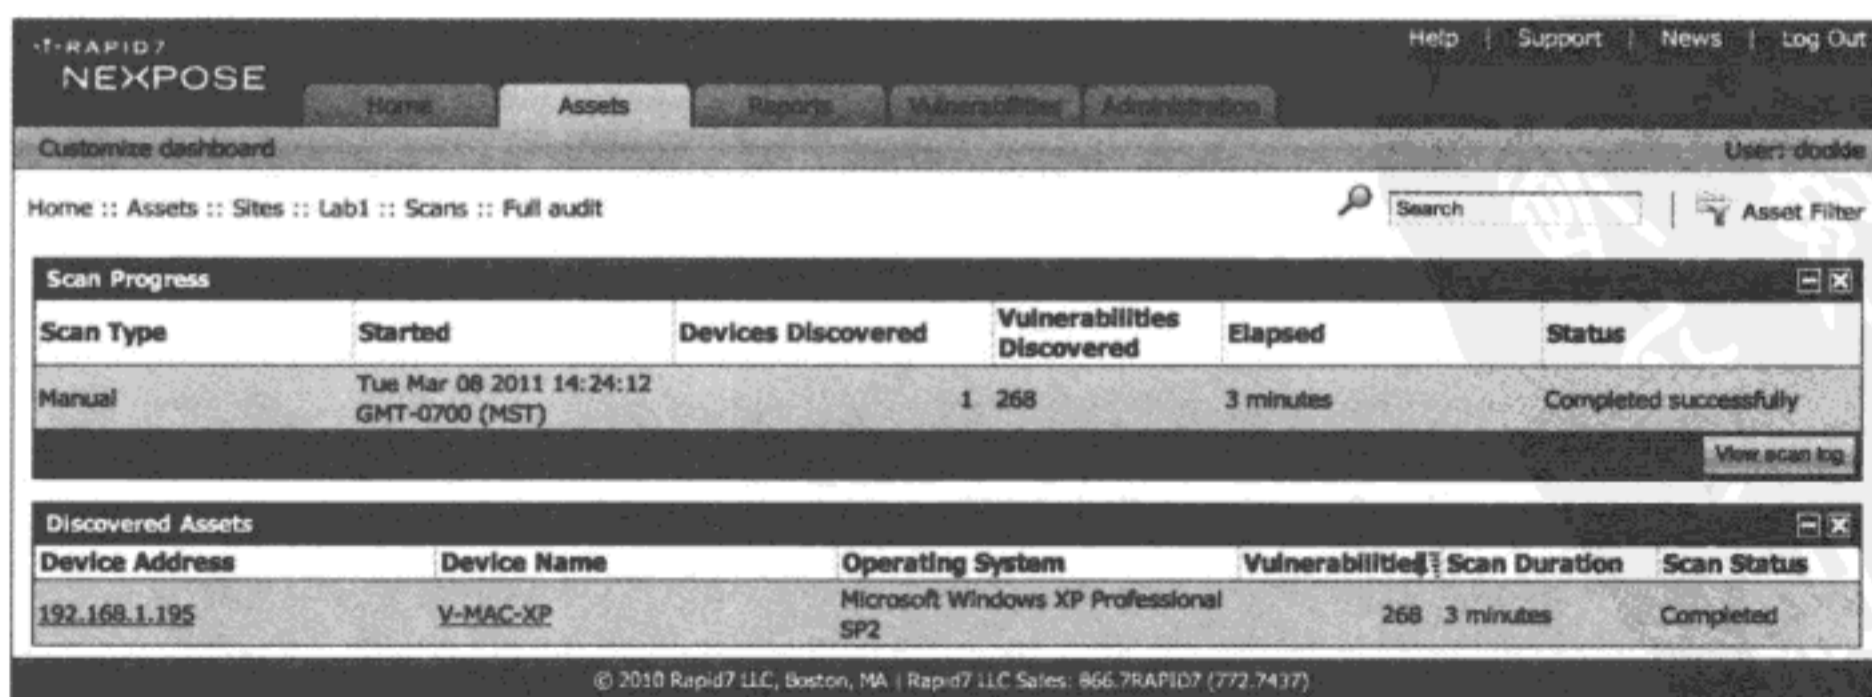 RAPID7
NEXPOSE
Help | Support | News | Log Out
Home Assets Reports Vulnerabilities Administration
Customize dashboard
User: dookie
Home :: Assets :: Sites :: Lab1 :: Scans :: Full audit
Search
Asset Filter
Scan Progress
Scan Type Started Devices Discovered Vulnerabilities Discovered Elapsed Status
Manual Tue Mar 08 2011 14:24:12 GMT-0700 (MST) 1 268 3 minutes Completed successfully
View scan log
Discovered Assets
Device Address Device Name Operating System Vulnerabilities Scan Duration Scan Status
192.168.1.195 V-MAC-XP Microsoft Windows XP Professional SP2 268 3 minutes Completed
© 2010 Rapid7 LLC, Boston, MA | Rapid7 LLC Sales: 866.7RAPID7 (772.7437)